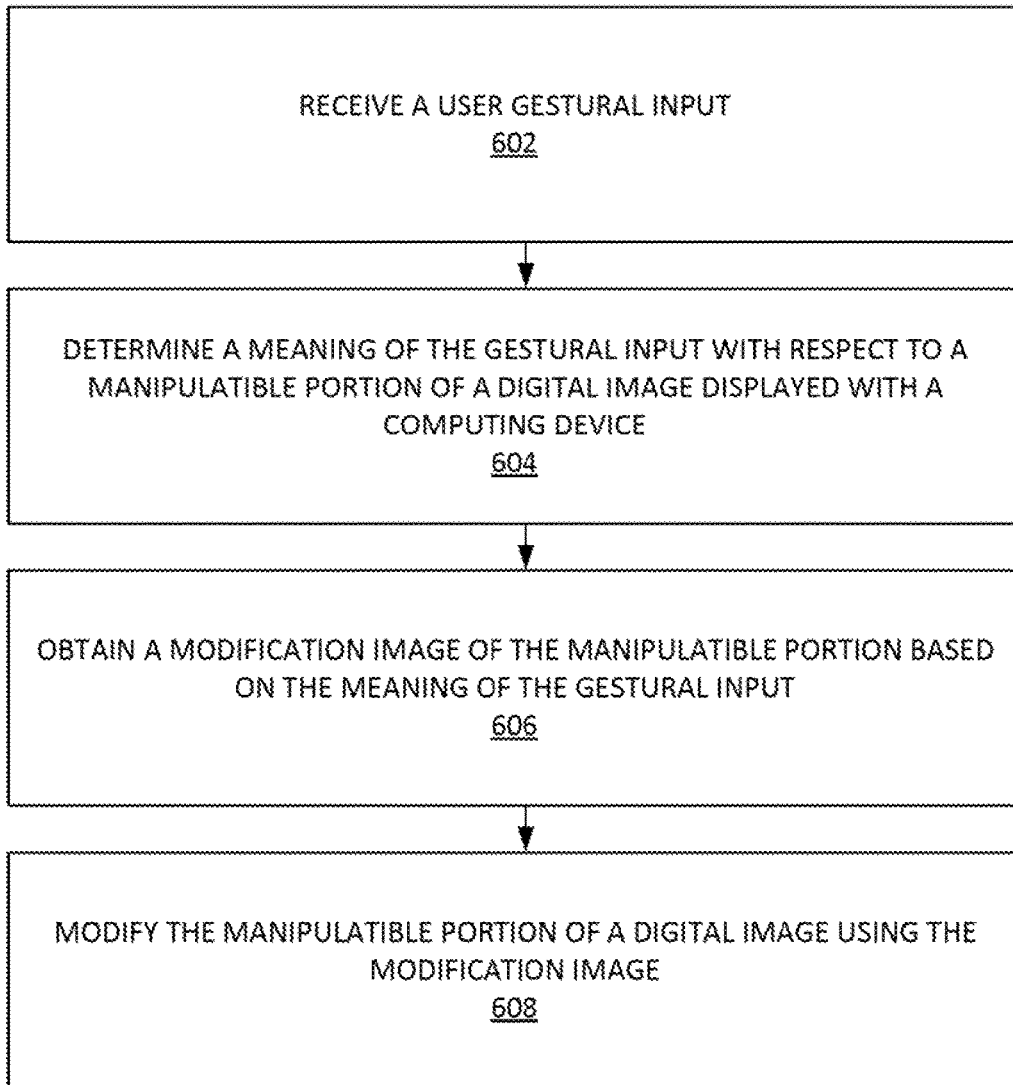 RECEIVE A USER GESTURAL INPUT
602
DETERMINE A MEANING OF THE GESTURAL INPUT WITH RESPECT TO A
MANIPULATIBLE PORTION OF A DIGITAL IMAGE DISPLAYED WITH A
COMPUTING DEVICE
604
OBTAIN A MODIFICATION IMAGE OF THE MANIPULATIBLE PORTION BASED
ON THE MEANING OF THE GESTURAL INPUT
606
MODIFY THE MANIPULATIBLE PORTION OF A DIGITAL IMAGE USING THE
MODIFICATION IMAGE
608